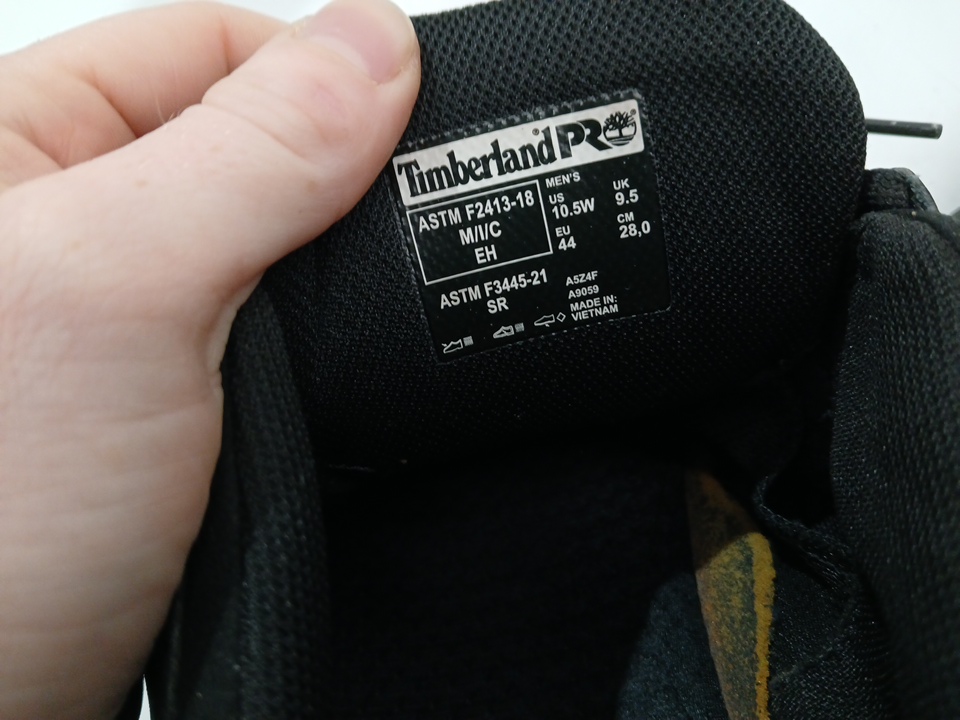 Timberland® PRO®
ASTM F2413-18
M/I/C
EH
MEN'S
US
10.5W
EU
44
UK
9.5
CM
28,0
ASTM F3445-21
SR
A5Z4F
A9059
MADE IN:
VIETNAM